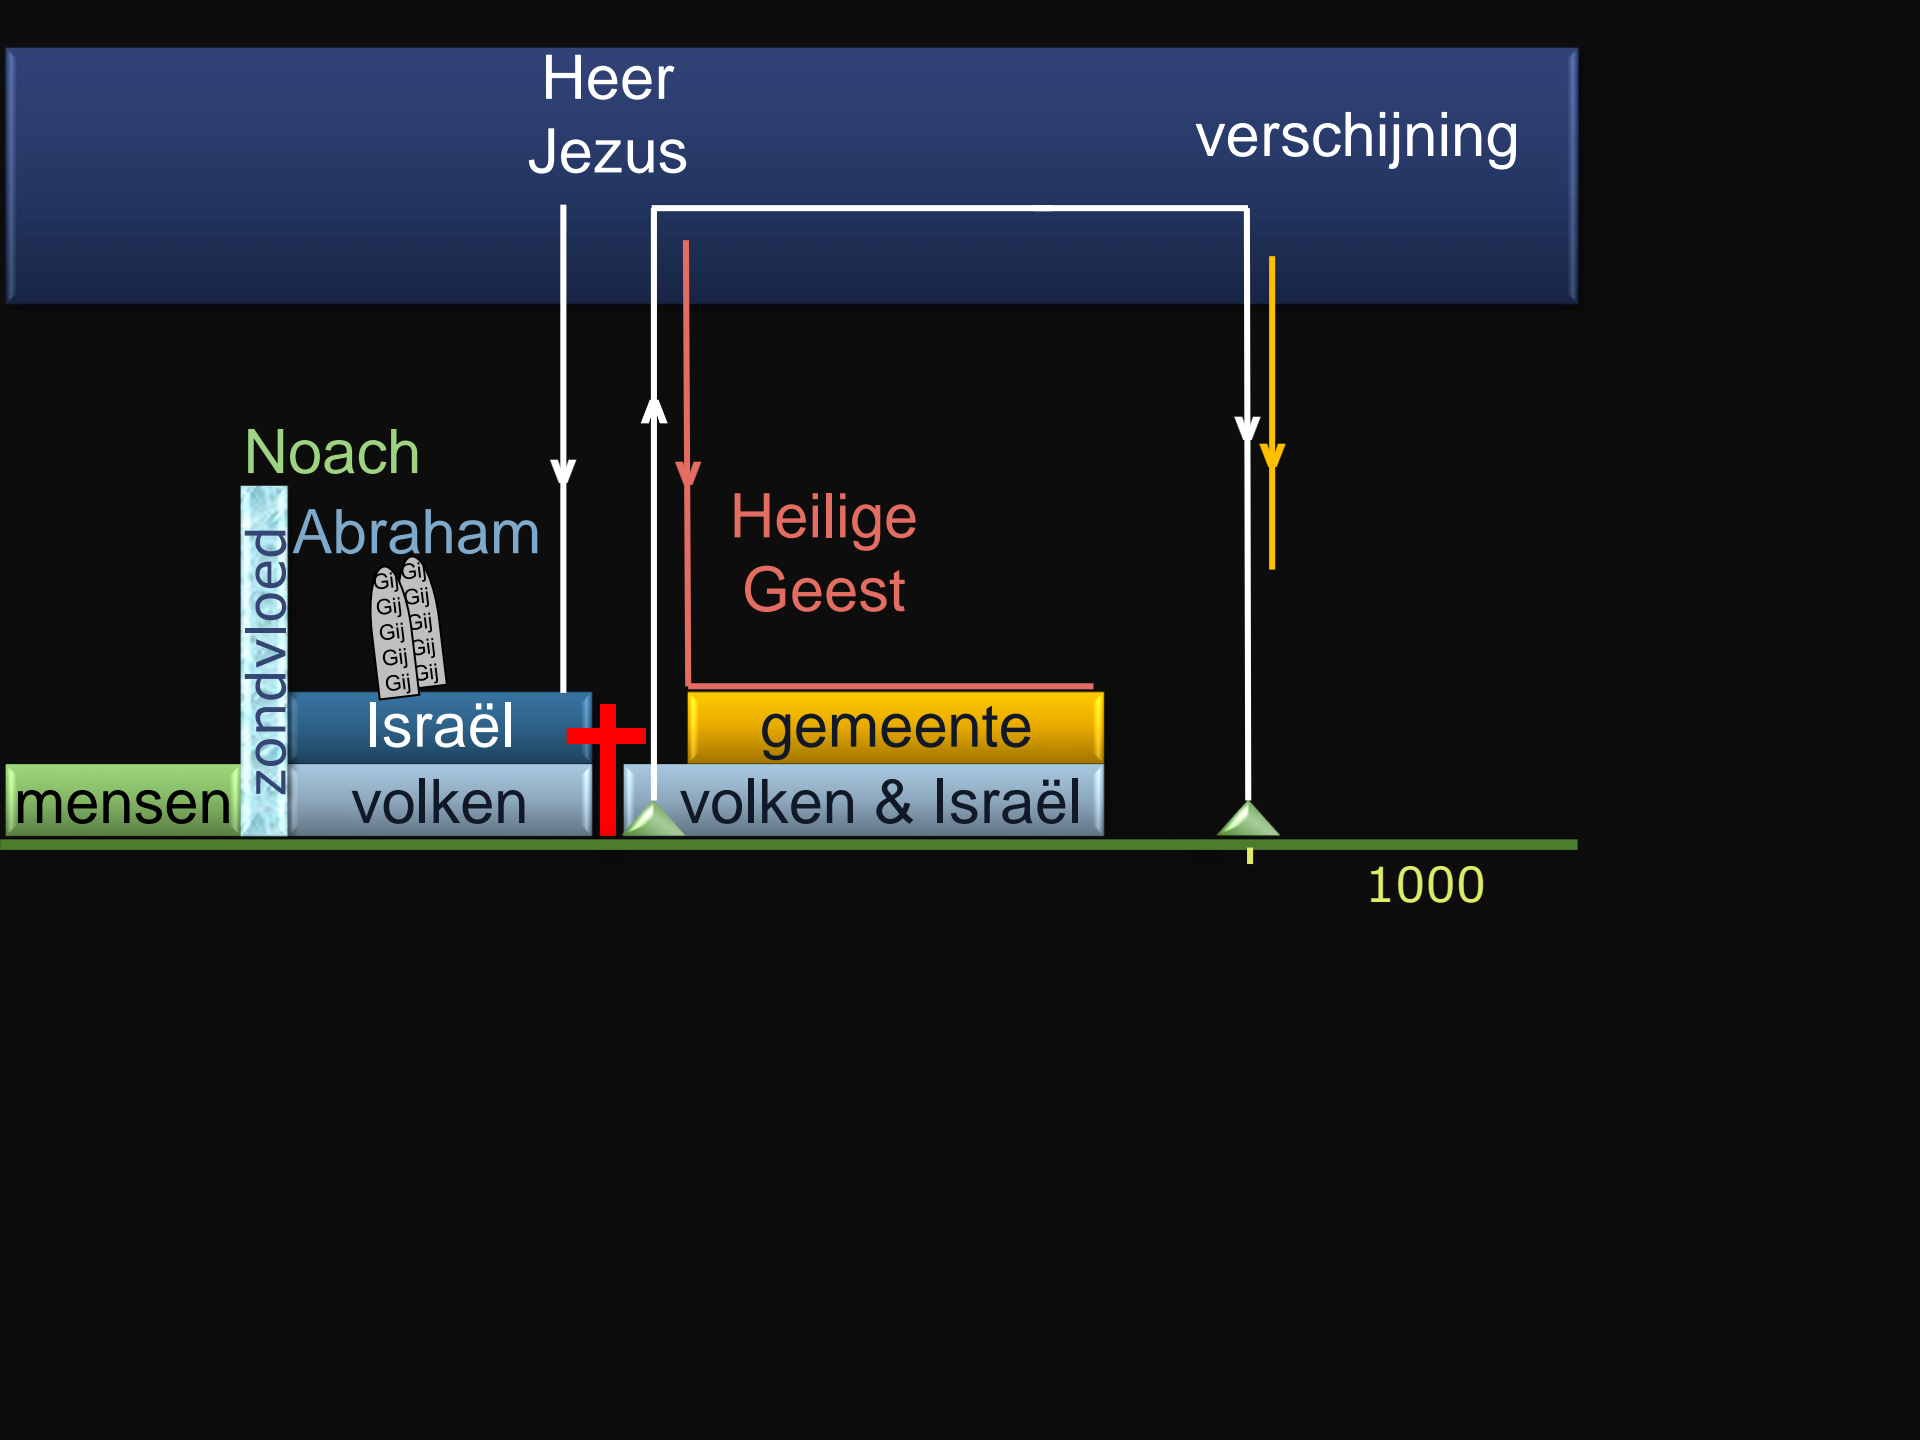 Heer
Jezus
verschijning
Noach
Abraham
zondvloed
Gij Gij
Gij Gij
Gij Gij
Gij Gij
Gij Gij
Heilige
Geest
Israël
gemeente
mensen
volken
volken & Israël
1000